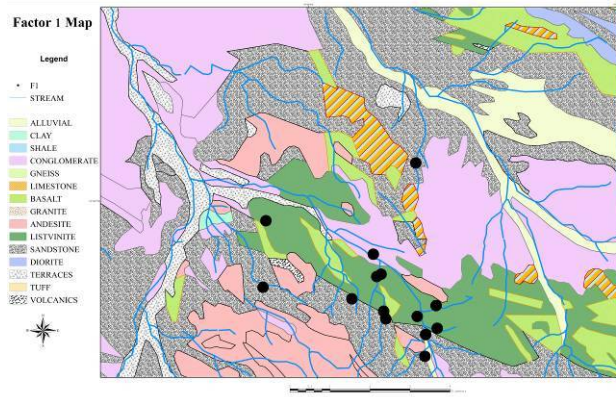 Factor 1 Map
Legend
F1
STREAM
ALLUVIAL
CLAY
SHALE
CONGLOMERATE
GNEISS
LIMESTONE
BASALT
GRANITE
ANDESITE
LISTVINITE
SANDSTONE
DIORITE
TERRACES
TUFF
VOLCANICS